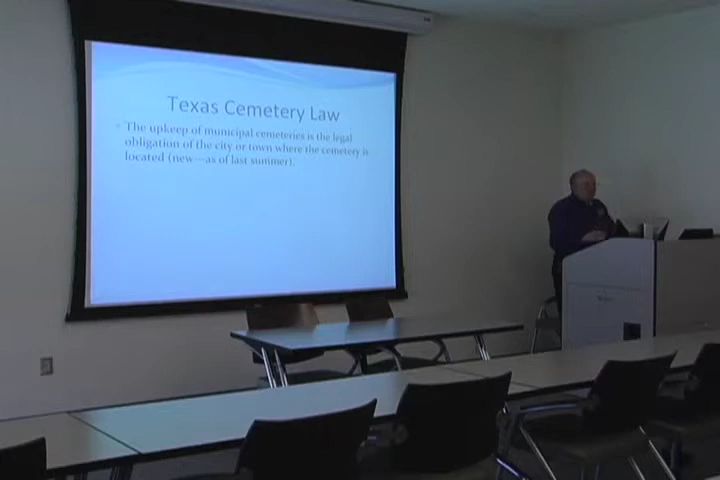 Texas Cemetery Law
The upkeep of municipal cemeteries is the legal
obligation of the city or town where the cemetery is
located (new—as of last summer).